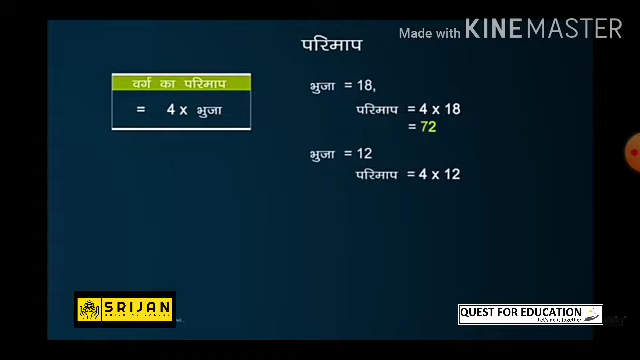 Made with KINEMASTER
परिमाप
वर्ग का परिमाप
= 4 x भुजा
भुजा = 18,
परिमाप = 4 x 18
= 72
भुजा = 12
परिमाप = 4 x 12
SRIJAN
QUEST FOR EDUCATION